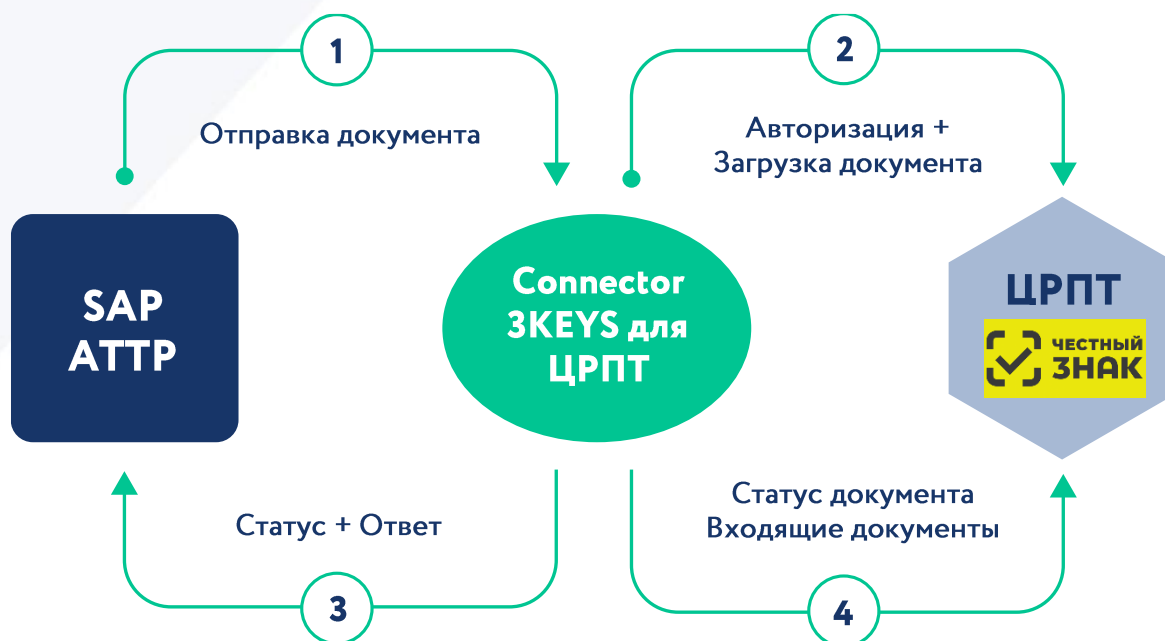 1
2
Отправка документа
Авторизация +
Загрузка документа
SAP
ATTP
Connector
3KEYS для
ЦРПТ
ЦРПТ
ЧЕСТНЫЙ
ЗНАК
Статус + Ответ
Статус документа
Входящие документы
3
4